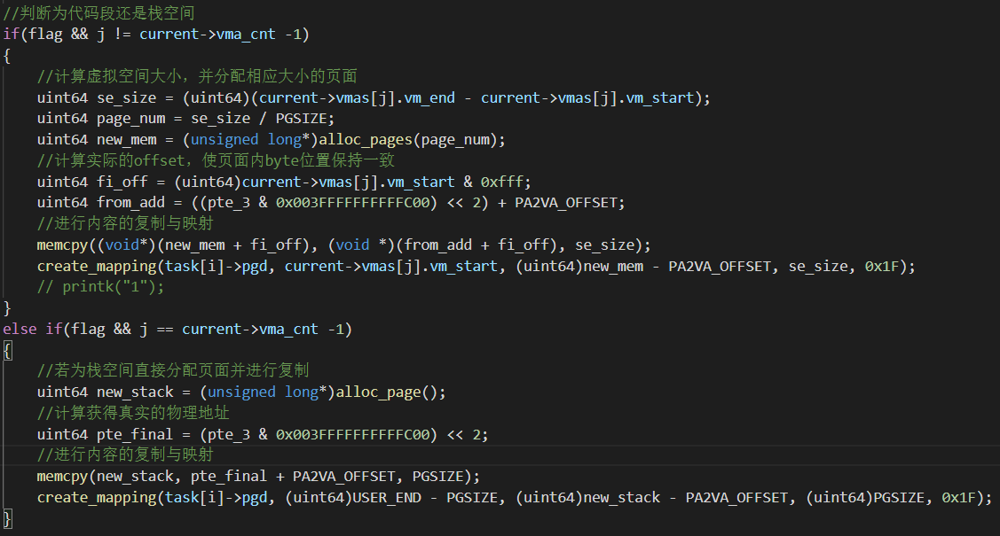 //判断为代码段还是栈空间
if(flag && j != current->vma_cnt -1)
{
    //计算虚拟空间大小，并分配相应大小的页面
    uint64 se_size = (uint64)(current->vmas[j].vm_end - current->vmas[j].vm_start);
    uint64 page_num = se_size / PGSIZE;
    uint64 new_mem = (unsigned long*)alloc_pages(page_num);
    //计算实际的offset，使页面内byte位置保持一致
    uint64 fi_off = (uint64)current->vmas[j].vm_start & 0xfff;
    uint64 from_add = ((pte_3 & 0x003FFFFFFFFFFC00) << 2) + PA2VA_OFFSET;
    //进行内容的复制与映射
    memcpy((void*)(new_mem + fi_off), (void *)(from_add + fi_off), se_size);
    create_mapping(task[i]->pgd, current->vmas[j].vm_start, (uint64)new_mem - PA2VA_OFFSET, se_size, 0x1F);
    // printk("1");
}
else if(flag && j == current->vma_cnt -1)
{
    //若为栈空间直接分配页面并进行复制
    uint64 new_stack = (unsigned long*)alloc_page();
    //计算获得真实的物理地址
    uint64 pte_final = (pte_3 & 0x003FFFFFFFFFFC00) << 2;
    //进行内容的复制与映射
    memcpy(new_stack, pte_final + PA2VA_OFFSET, PGSIZE);
    create_mapping(task[i]->pgd, (uint64)USER_END - PGSIZE, (uint64)new_stack - PA2VA_OFFSET, (uint64)PGSIZE, 0x1F);
}